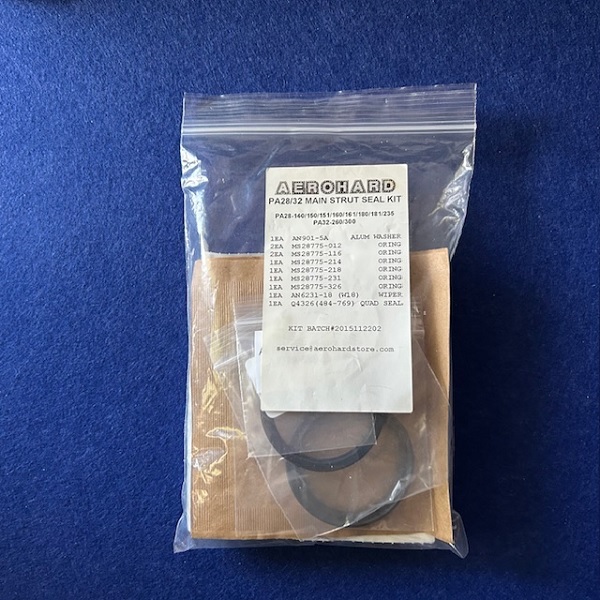 AEROHARD
PA28/32 MAIN STRUT SEAL KIT
PA28-140/150/151/160/161/180/181/235
PA32-260/300
1EA AN901-5A ALUM WASHER
2EA MS28775-012 ORING
2EA MS28775-116 ORING
1EA MS28775-214 ORING
1EA MS28775-218 ORING
1EA MS28775-231 ORING
1EA MS28775-326 ORING
1EA AN6231-10 (W10) WIPER
1EA Q4326(484-769) QUAD SEAL
KIT BATCH#2015112202
service@aerohardstore.com